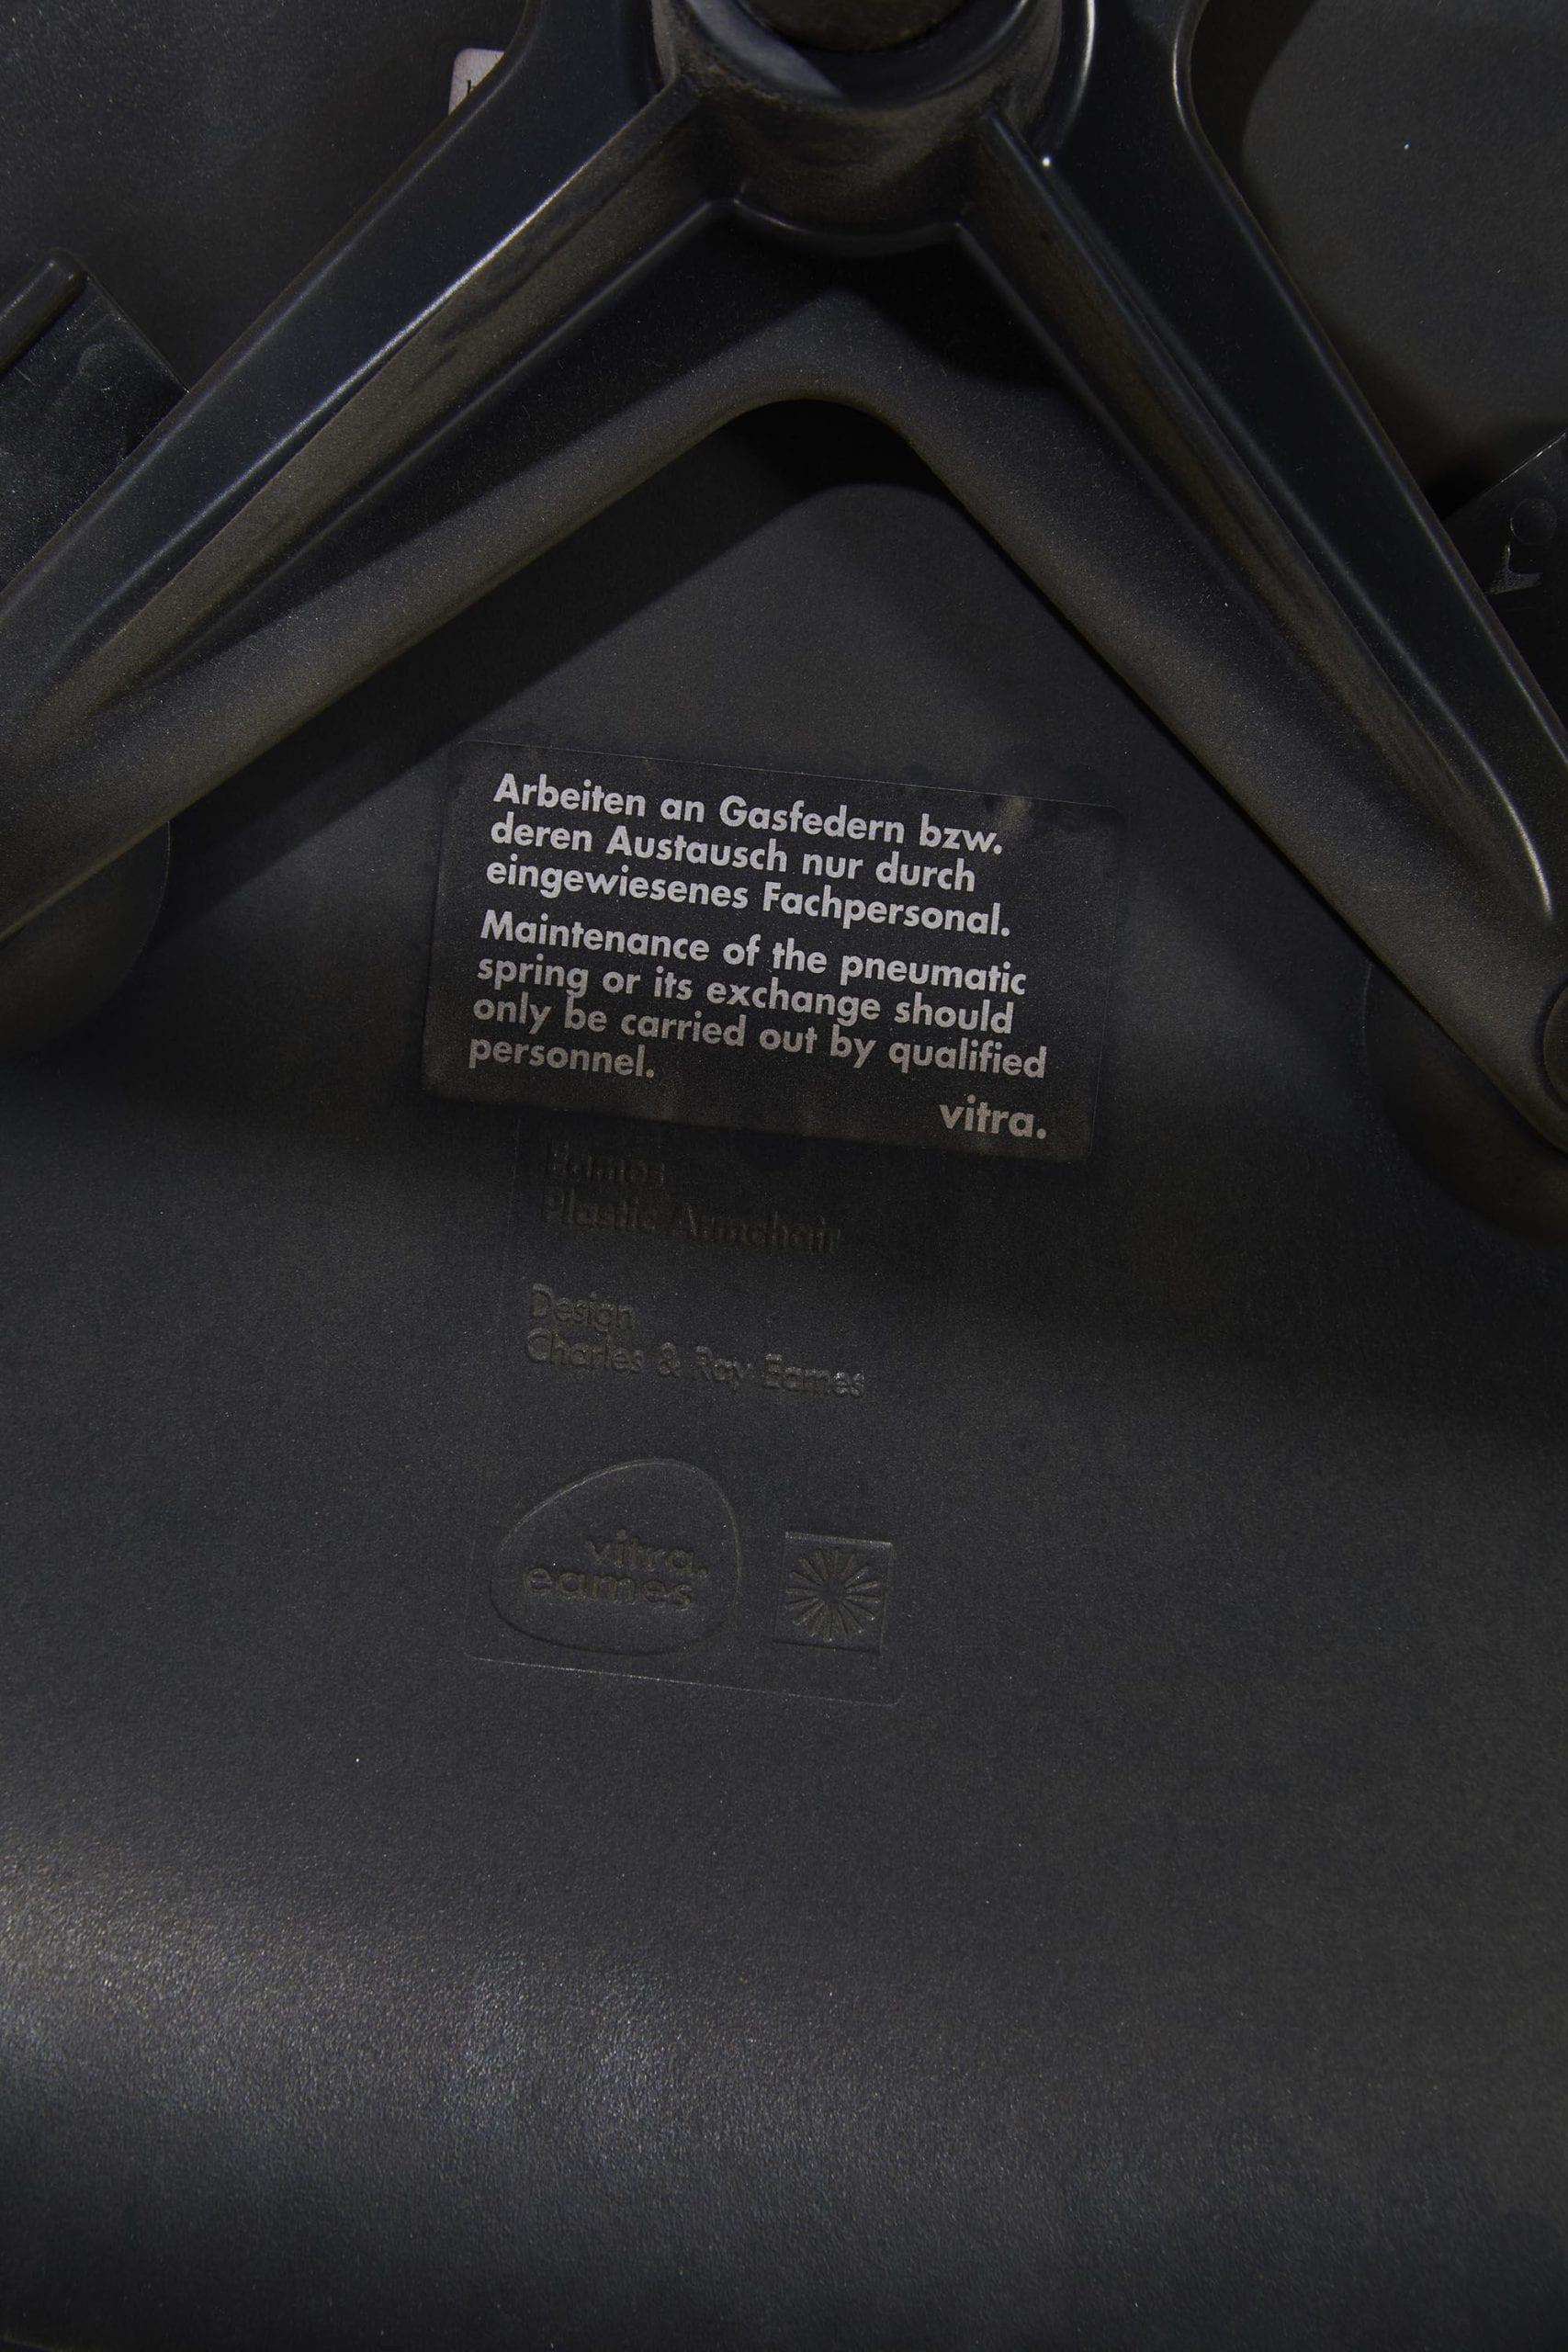 Arbeiten an Gasfedern bzw.
deren Austausch nur durch
eingewiesenes Fachpersonal.
Maintenance of the pneumatic
spring or its exchange should
only be carried out by qualified
personnel.
vitra.
Eames
Plastic Armchair
Design
Charles & Ray Eames
vitra.
eames